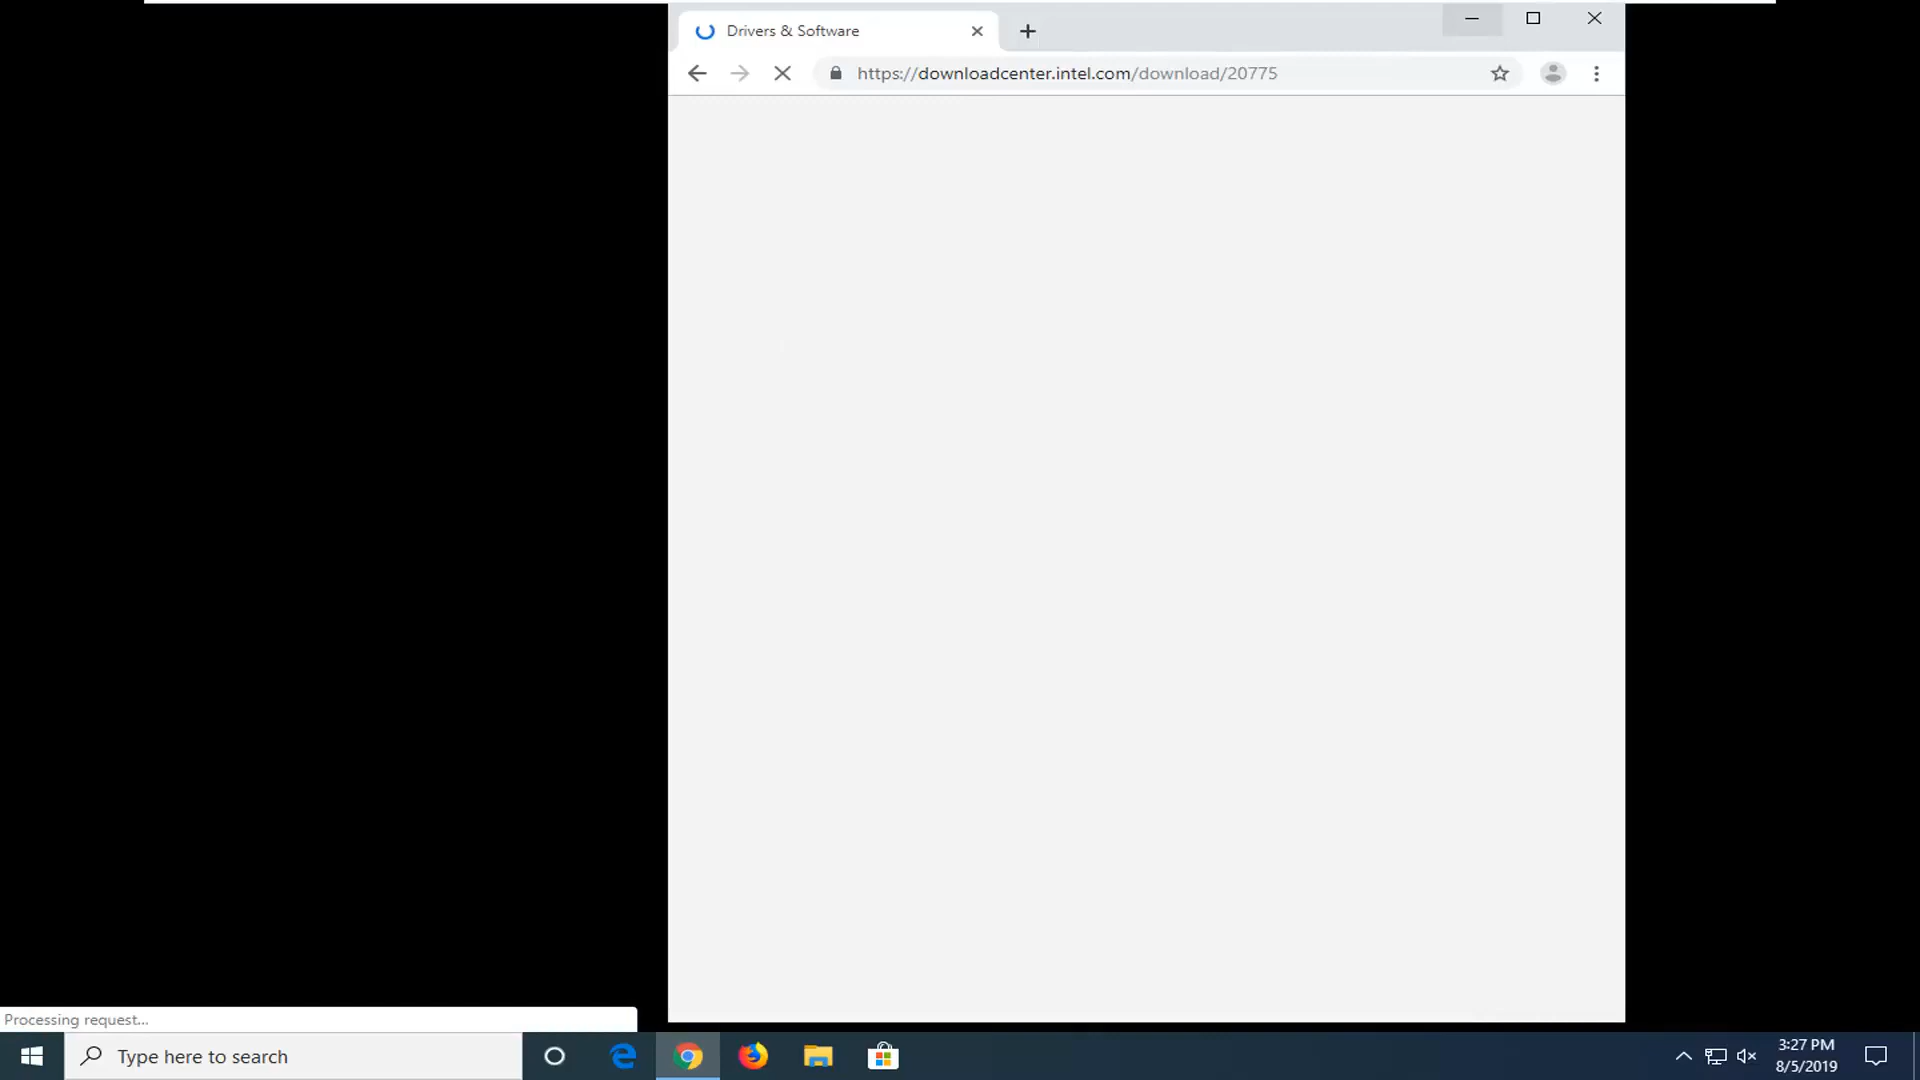 Drivers & Software
https://downloadcenter.intel.com/download/20775
Processing request...
Type here to search
3:27 PM
8/5/2019